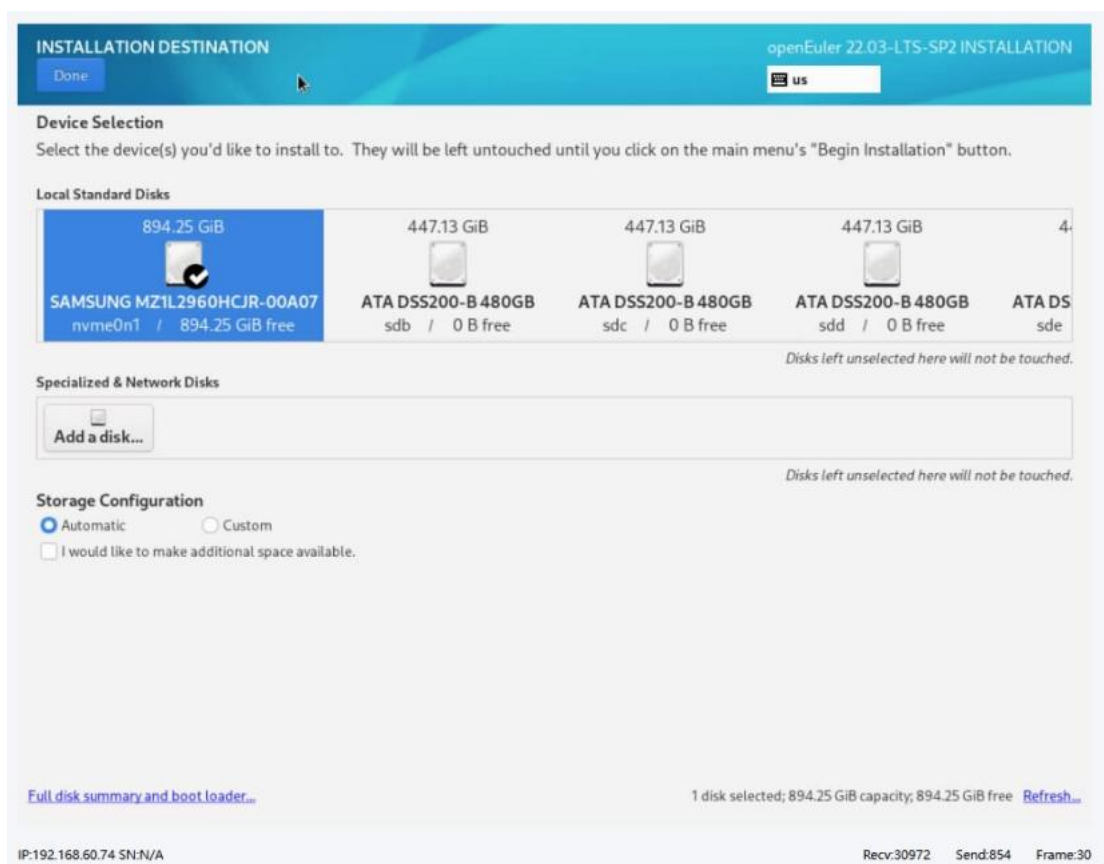 INSTALLATION DESTINATION
openEuler 22.03-LTS-SP2 INSTALLATION
Done
us
Device Selection
Select the device(s) you'd like to install to. They will be left untouched until you click on the main menu's "Begin Installation" button.
Local Standard Disks
894.25 GiB
SAMSUNG MZ1L2960HCJR-00A07
nvme0n1 / 894.25 GiB free
447.13 GiB
ATA DSS200-B 480GB
sdb / 0 B free
447.13 GiB
ATA DSS200-B 480GB
sdc / 0 B free
447.13 GiB
ATA DSS200-B 480GB
sdd / 0 B free
4
ATA DS
sde
Disks left unselected here will not be touched.
Specialized & Network Disks
Add a disk...
Disks left unselected here will not be touched.
Storage Configuration
Automatic Custom
I would like to make additional space available.
Full disk summary and boot loader...
1 disk selected; 894.25 GiB capacity; 894.25 GiB free Refresh...
IP:192.168.60.74 SN:N/A
Recv:30972 Send:854 Frame:30